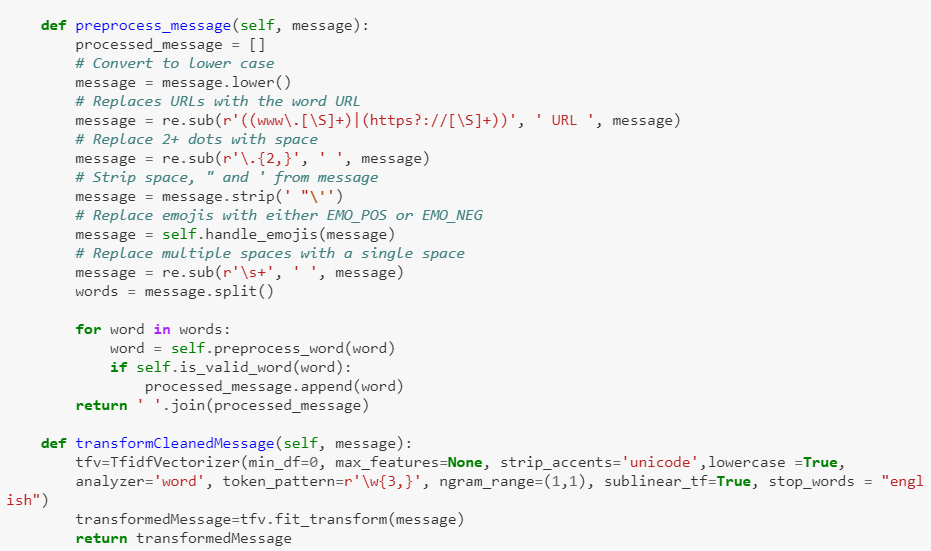 def preprocess_message(self, message):
        processed_message = []
        # Convert to lower case
        message = message.lower()
        # Replaces URLs with the word URL
        message = re.sub(r'((www\.[\S]+)|(https?://[\S]+))', ' URL ', message)
        # Replace 2+ dots with space
        message = re.sub(r'\.{2,}', ' ', message)
        # Strip space, " and ' from message
        message = message.strip(' "\'')
        # Replace emojis with either EMO_POS or EMO_NEG
        message = self.handle_emojis(message)
        # Replace multiple spaces with a single space
        message = re.sub(r'\s+', ' ', message)
        words = message.split()

        for word in words:
            word = self.preprocess_word(word)
            if self.is_valid_word(word):
                processed_message.append(word)
        return ' '.join(processed_message)

    def transformCleanedMessage(self, message):
        tfv=TfidfVectorizer(min_df=0, max_features=None, strip_accents='unicode',lowercase =True,
        analyzer='word', token_pattern=r'\w{3,}', ngram_range=(1,1), sublinear_tf=True, stop_words = "engl
ish")
        transformedMessage=tfv.fit_transform(message)
        return transformedMessage